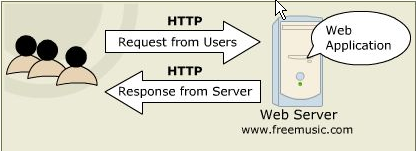 HTTP
Request from Users
HTTP
Response from Server
Web
Application
Web Server
www.freemusic.com